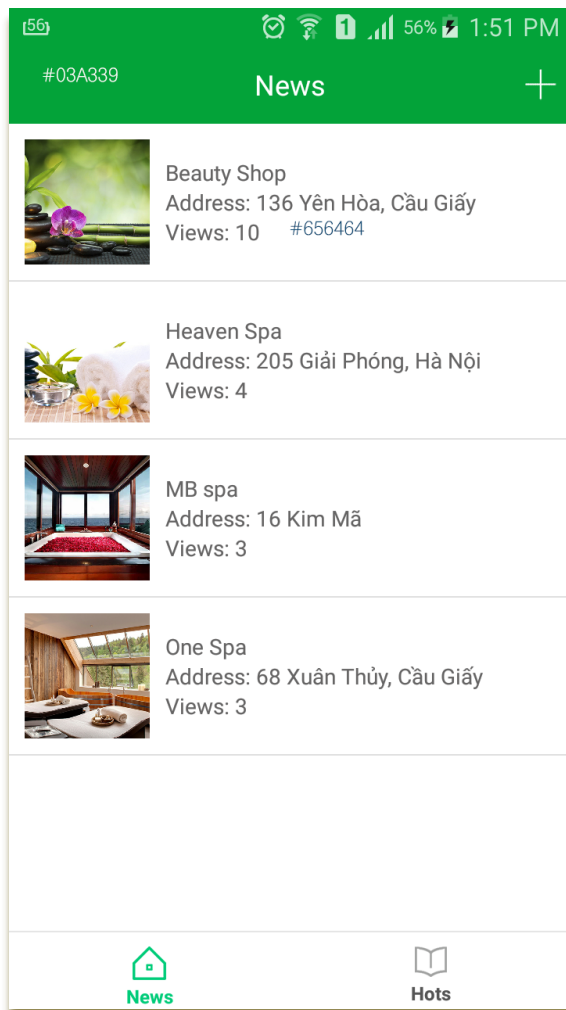 56
1
56%
1:51 PM
#03A339
News
Beauty Shop
Address: 136 Yên Hòa, Cầu Giấy
Views: 10
#656464
Heaven Spa
Address: 205 Giải Phóng, Hà Nội
Views: 4
MB spa
Address: 16 Kim Mã
Views: 3
One Spa
Address: 68 Xuân Thủy, Cầu Giấy
Views: 3
News
Hots